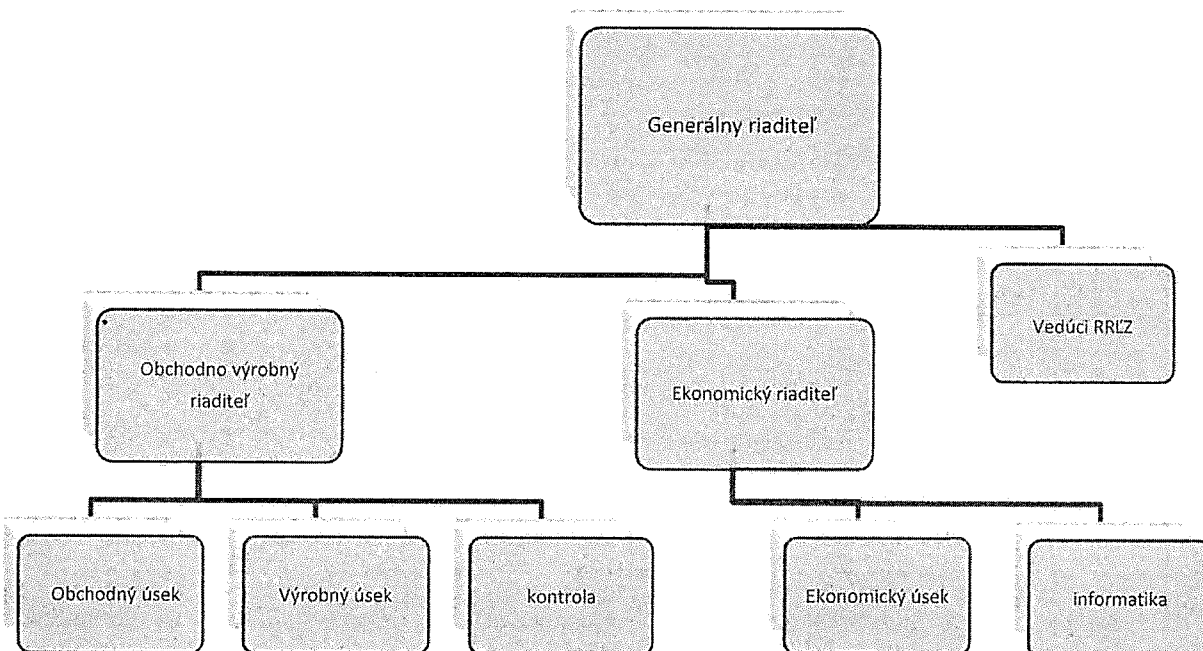 Generálny riaditeľ
Vedúci RRĽZ
Obchodno výrobný
riaditeľ
Ekonomický riaditeľ
Obchodný úsek
Výrobný úsek
kontrola
Ekonomický úsek
informatika